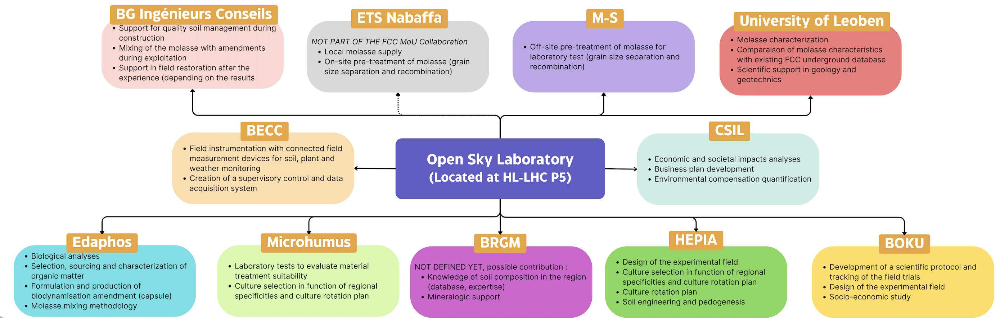 BG Ingénieurs Conseils
• Support for quality soil management during
construction
• Mixing of the molasse with amendments
during exploitation
• Support in field restoration after the
experience (depending on the results
ETS Nabaffa
NOT PART OF THE FCC MoU Collaboration
• Local molasse supply
• On-site pre-treatment of molasse (grain
size separation and recombination)
M-S
• Off-site pre-treatment of molasse for
laboratory test (grain size separation and
recombination)
University of Leoben
• Molasse characterization
• Comparaison of molasse characteristics
with existing FCC underground database
• Scientific support in geology and
geotechnics
BECC
• Field instrumentation with connected field
measurement devices for soil, plant and
weather monitoring
• Creation of a supervisory control and data
acquisition system
Open Sky Laboratory
(Located at HL-LHC P5)
CSIL
• Economic and societal impacts analyses
• Business plan development
• Environmental compensation quantification
Edaphos
• Biological analyses
• Selection, sourcing and characterization of
organic matter
• Formulation and production of
biodynamisation amendment (capsule)
• Molasse mixing methodology
Microhumus
• Laboratory tests to evaluate material
treatment suitability
• Culture selection in function of regional
specificities and culture rotation plan
BRGM
NOT DEFINED YET, possible contribution :
• Knowledge of soil composition in the region
(database, expertise)
• Mineralogic support
HEPIA
• Design of the experimental field
• Culture selection in function of regional
specificities and culture rotation plan
• Culture rotation plan
• Soil engineering and pedogenesis
BOKU
• Development of a scientific protocol and
tracking of the field trials
• Design of the experimental field
• Socio-economic study